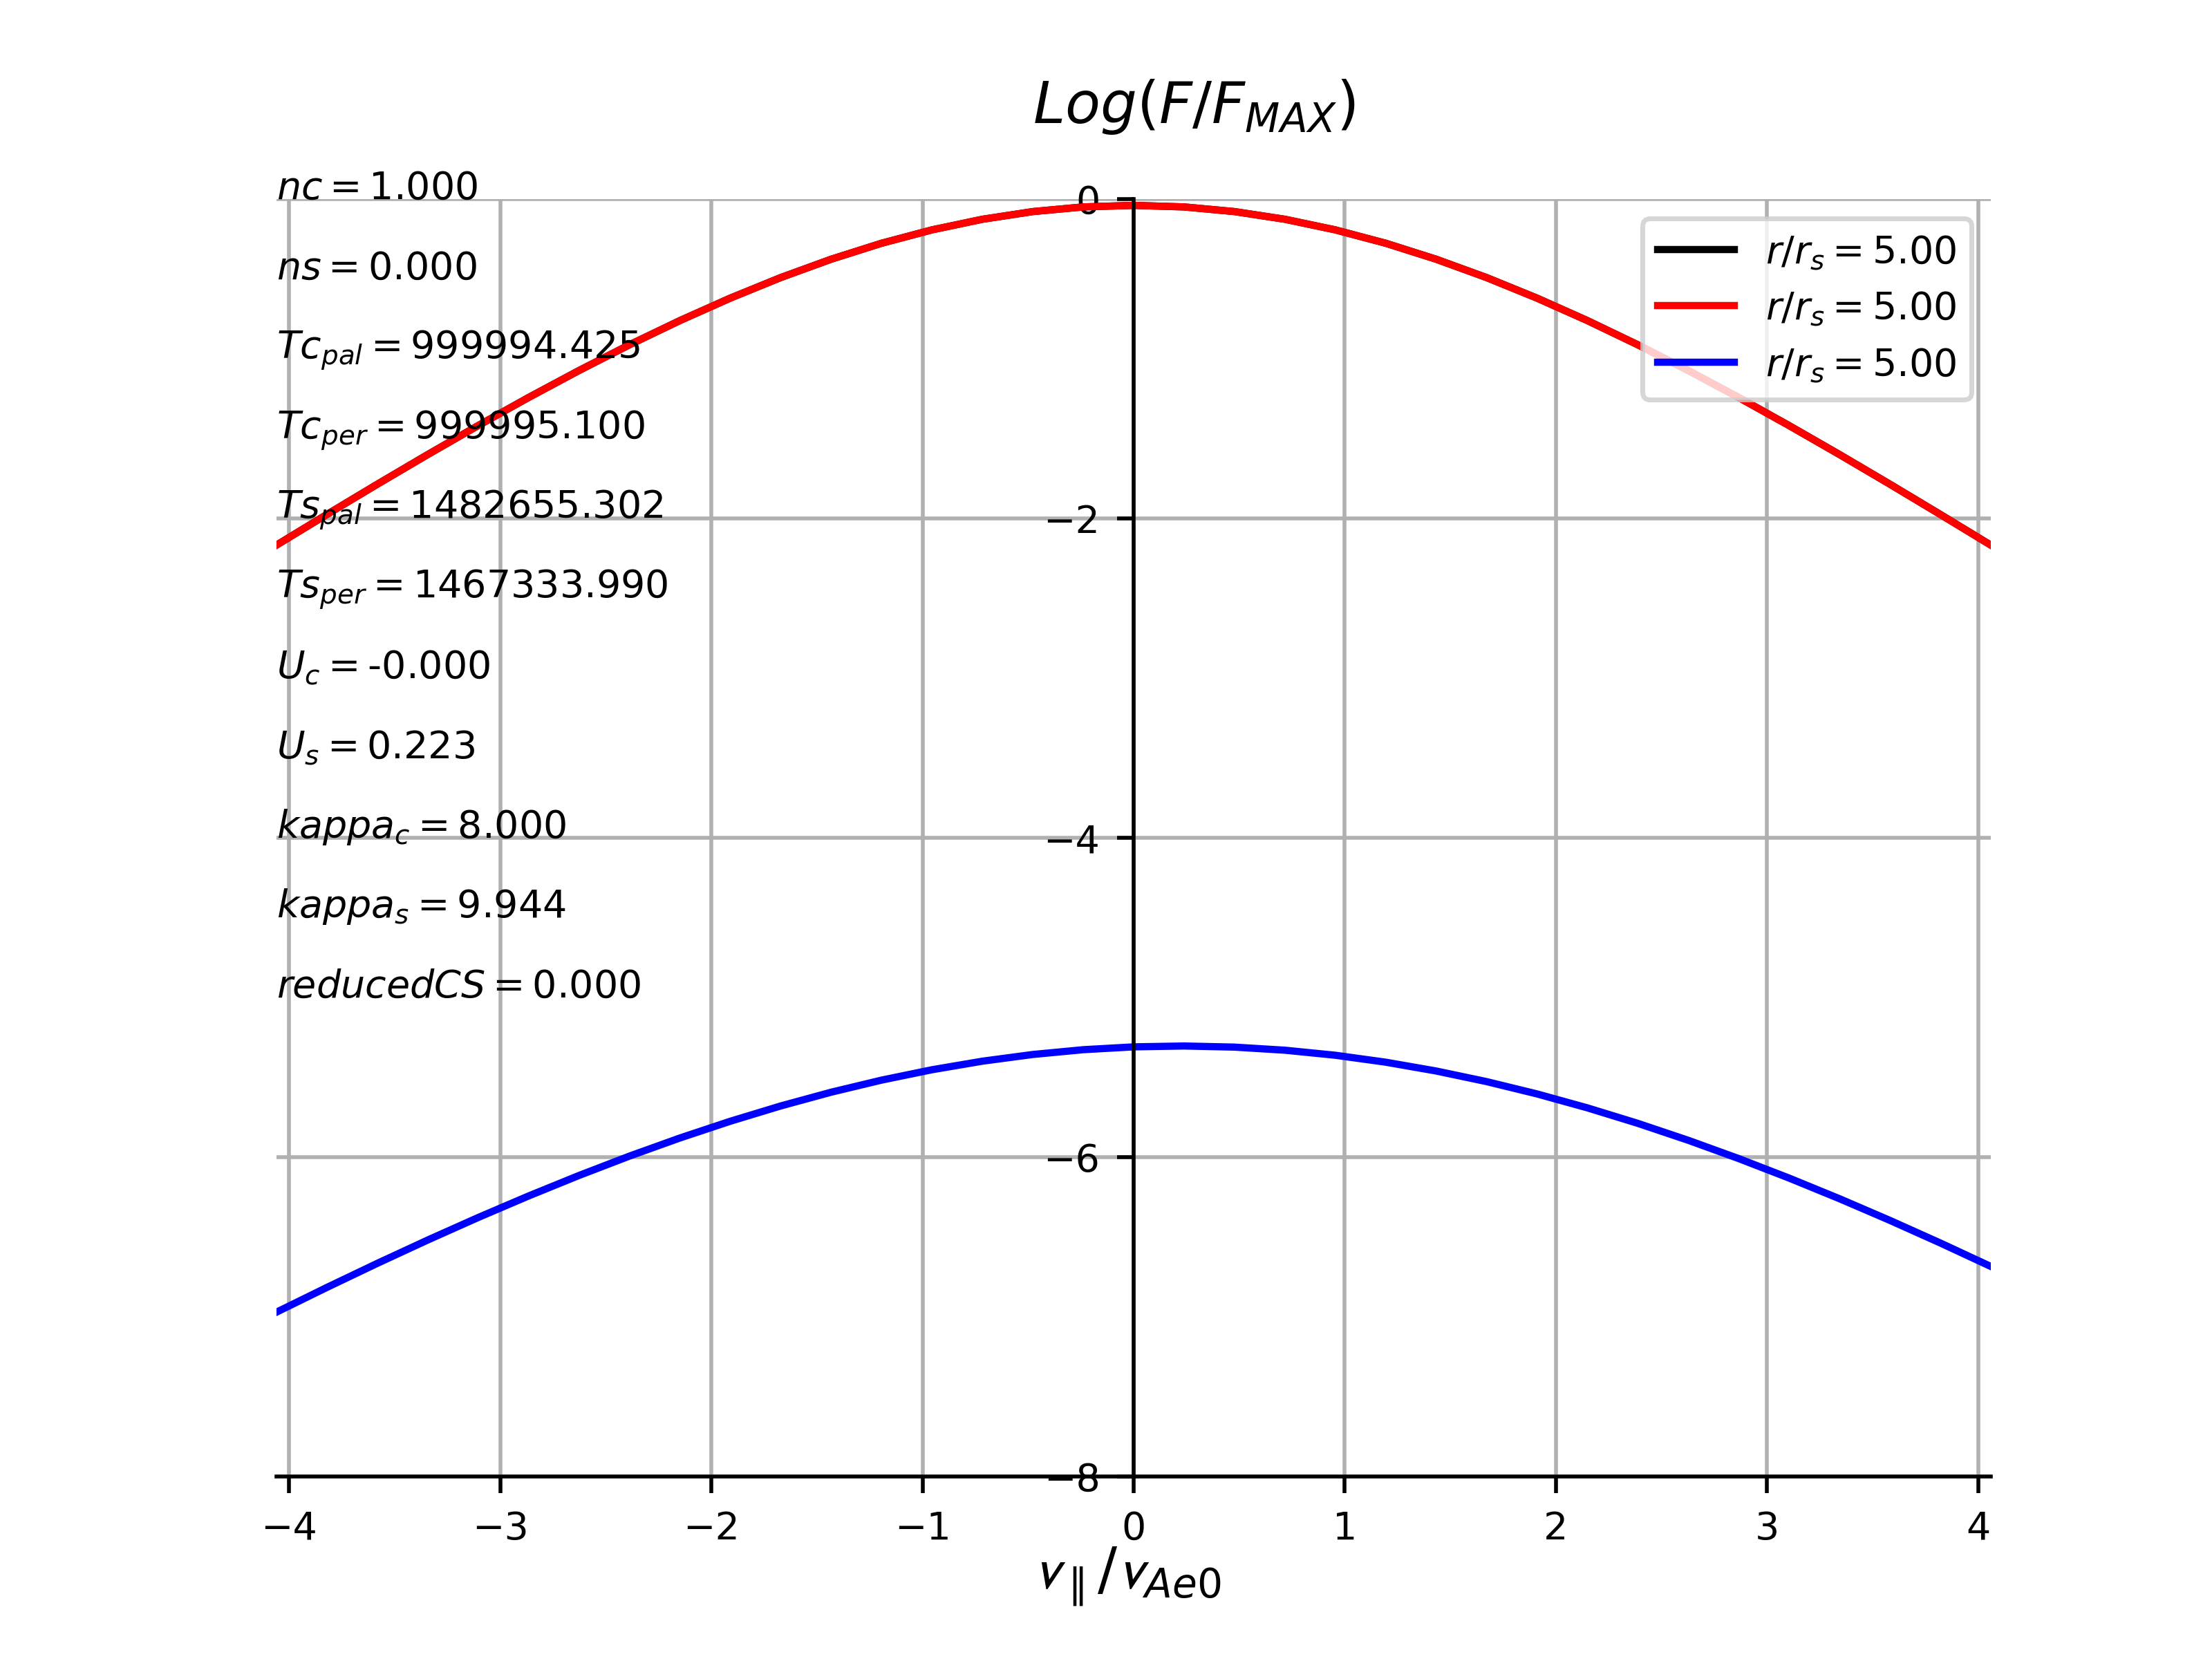 Log(F/F_MAX)
nc = 1.000
ns = 0.000
Tc_pal = 999994.425
Tc_per = 999995.100
Ts_pal = 1482655.302
Ts_per = 1467333.990
U_c = -0.000
U_s = 0.223
kappa_c = 8.000
kappa_s = 9.944
reducedCS = 0.000
r/r_s = 5.00
r/r_s = 5.00
r/r_s = 5.00
0
−2
−4
−6
−8
−4 −3 −2 −1 0 1 2 3 4
v_∥/v_Ae0